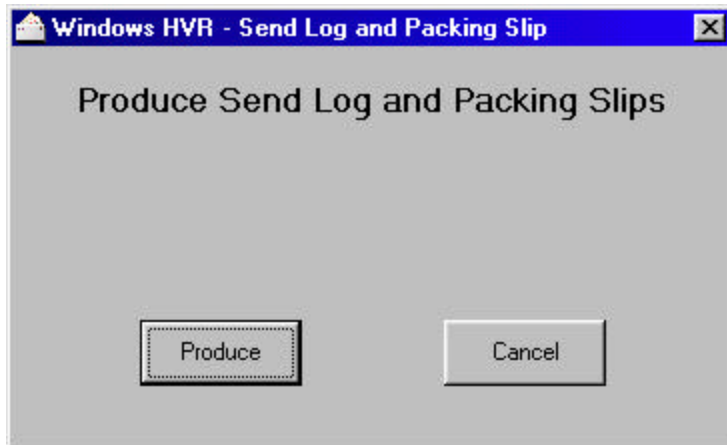 Windows HVR - Send Log and Packing Slip
Produce Send Log and Packing Slips
Produce
Cancel